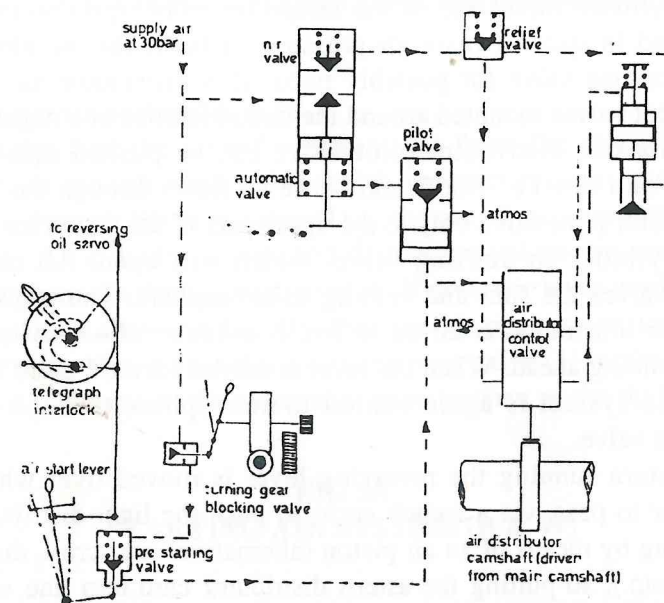 supply air
at 30bar
n r
valve
relief
valve
pilot
valve
automatic
valve
atmos
to reversing
oil servo
air
distributor
control
valve
atmos
telegraph
interlock
air start lever
turning gear
blocking valve
pre starting
valve
air distributor
camshaft(driver
from main camshaft)